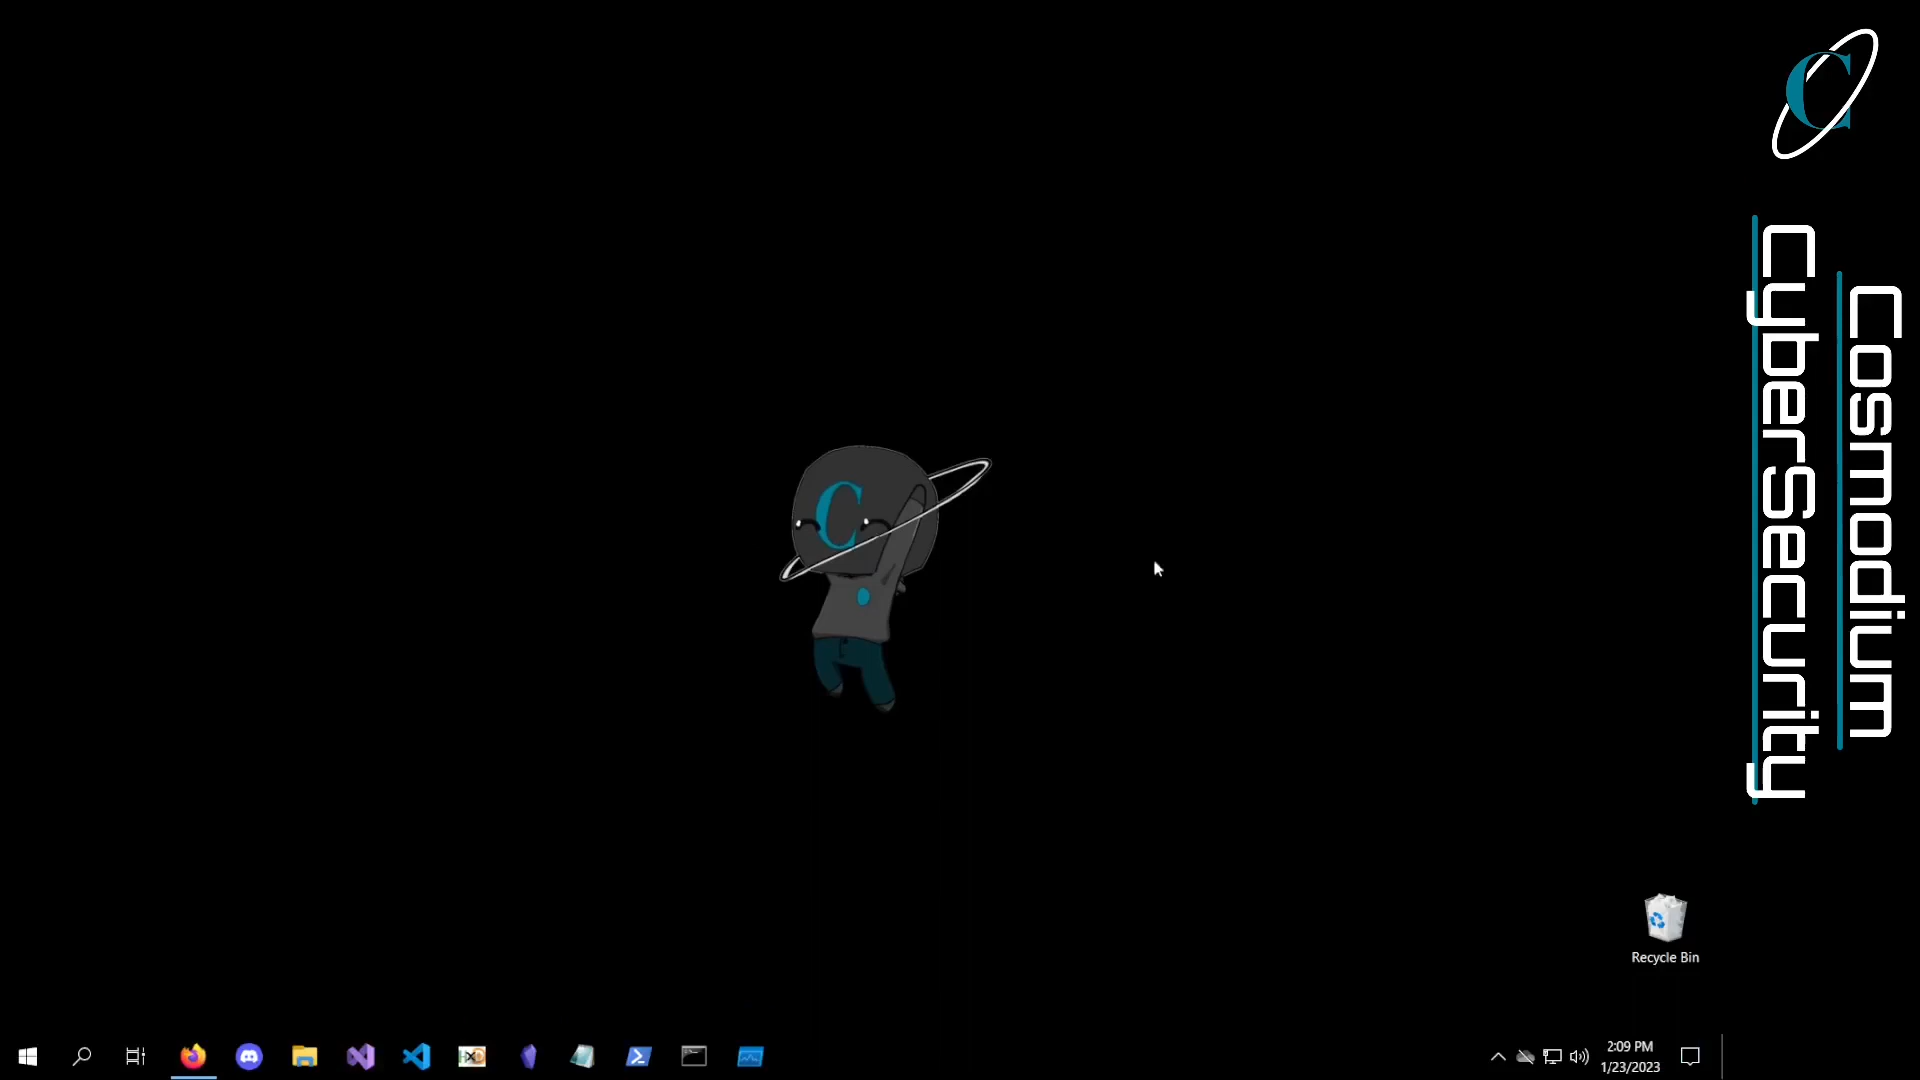 C
Cosmodium
CyberSecurity
C
Recycle Bin
2:09 PM
1/23/2023